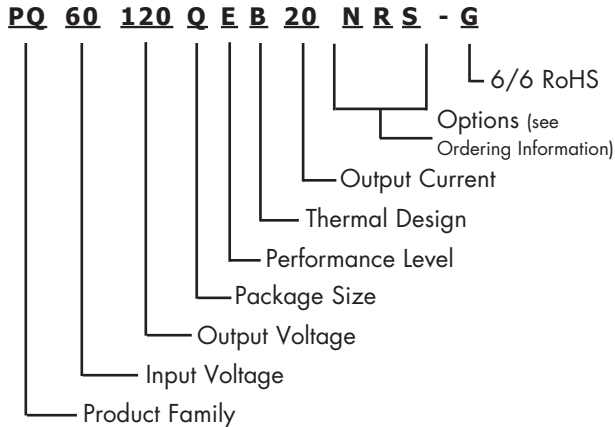 PQ 60 120 Q E B 20 N R S - G
6/6 RoHS
Options (see
Ordering Information)
Output Current
Thermal Design
Performance Level
Package Size
Output Voltage
Input Voltage
Product Family